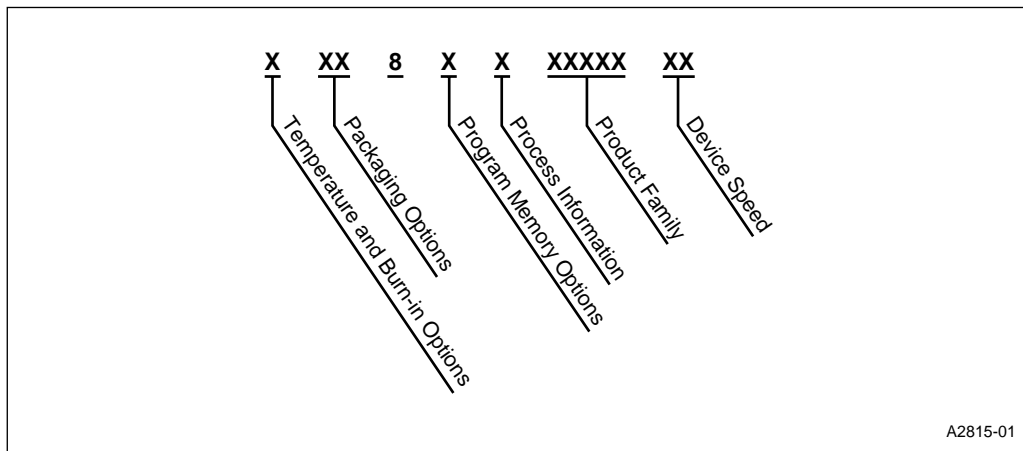 X XX 8 X X XXXXX XX
Temperature and Burn-in Options
Packaging Options
Program Memory Options
Process Information
Product Family
Device Speed
A2815-01